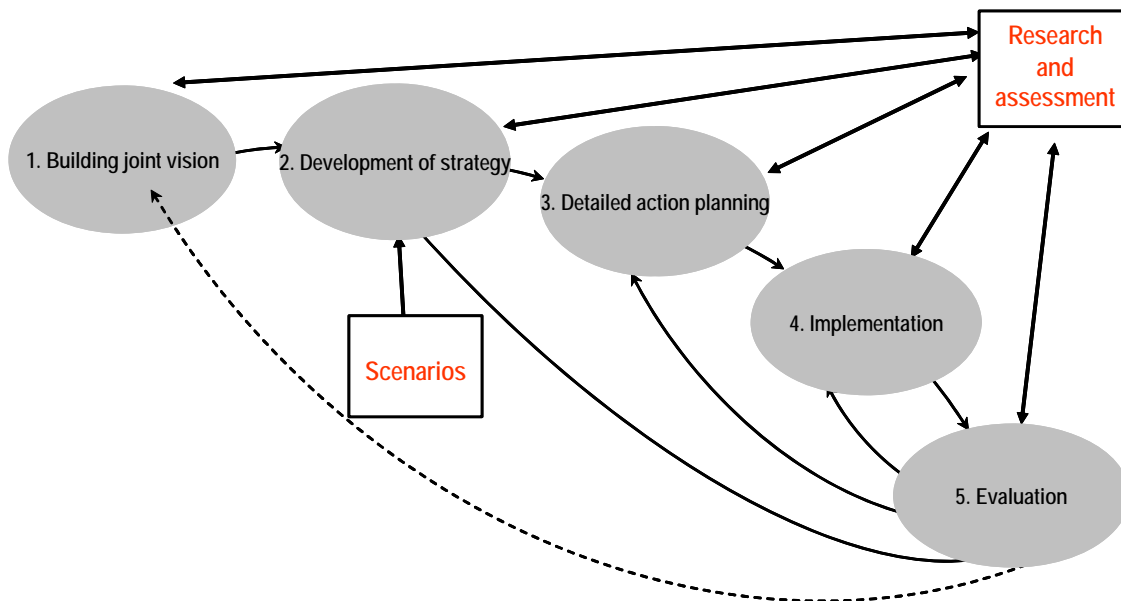 Research
and
assessment
1. Building joint vision
2. Development of strategy
3. Detailed action planning
4. Implementation
Scenarios
5. Evaluation